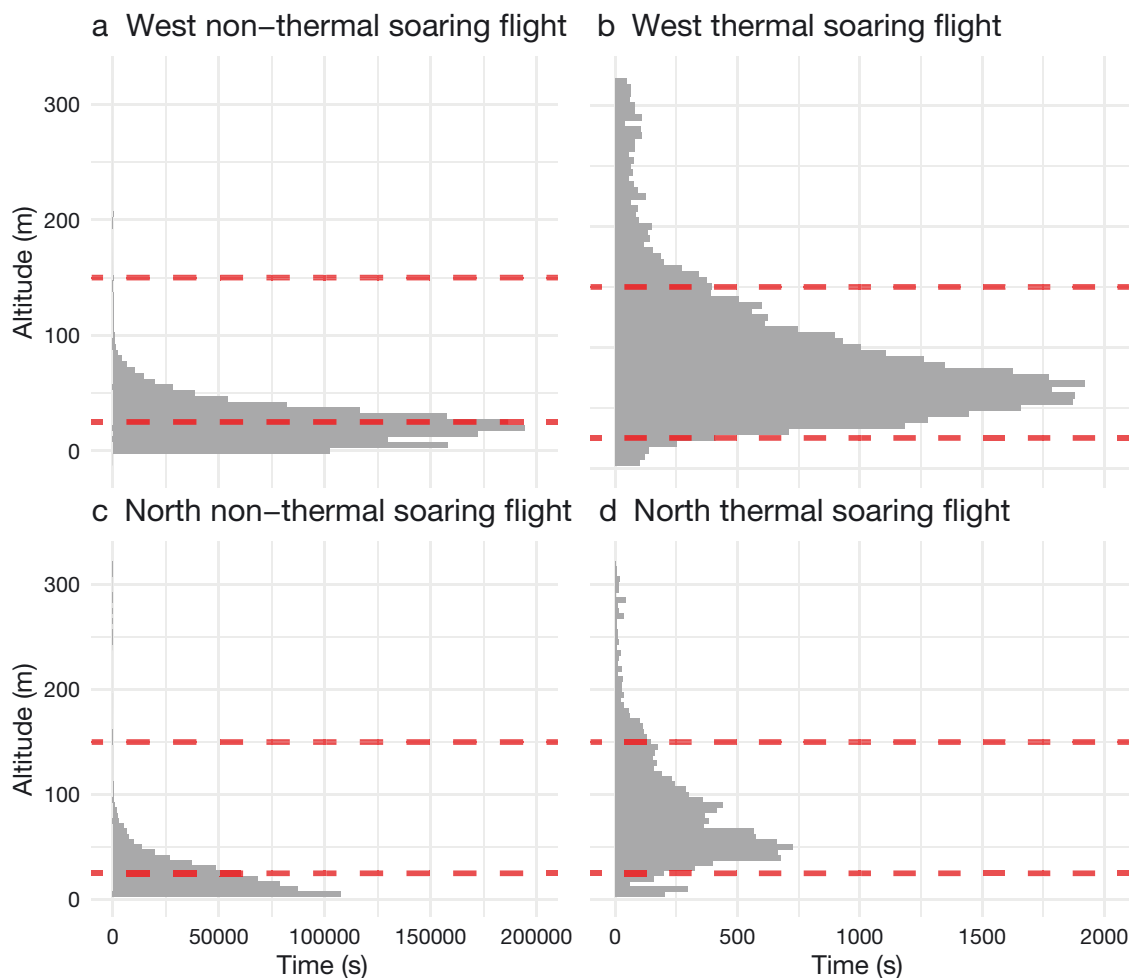 a West non−thermal soaring flight
b West thermal soaring flight
300
200
100
0
Altitude (m)
c North non−thermal soaring flight
d North thermal soaring flight
300
200
100
0
Altitude (m)
0 50000 100000 150000 200000
0 500 1000 1500 2000
Time (s)
Time (s)